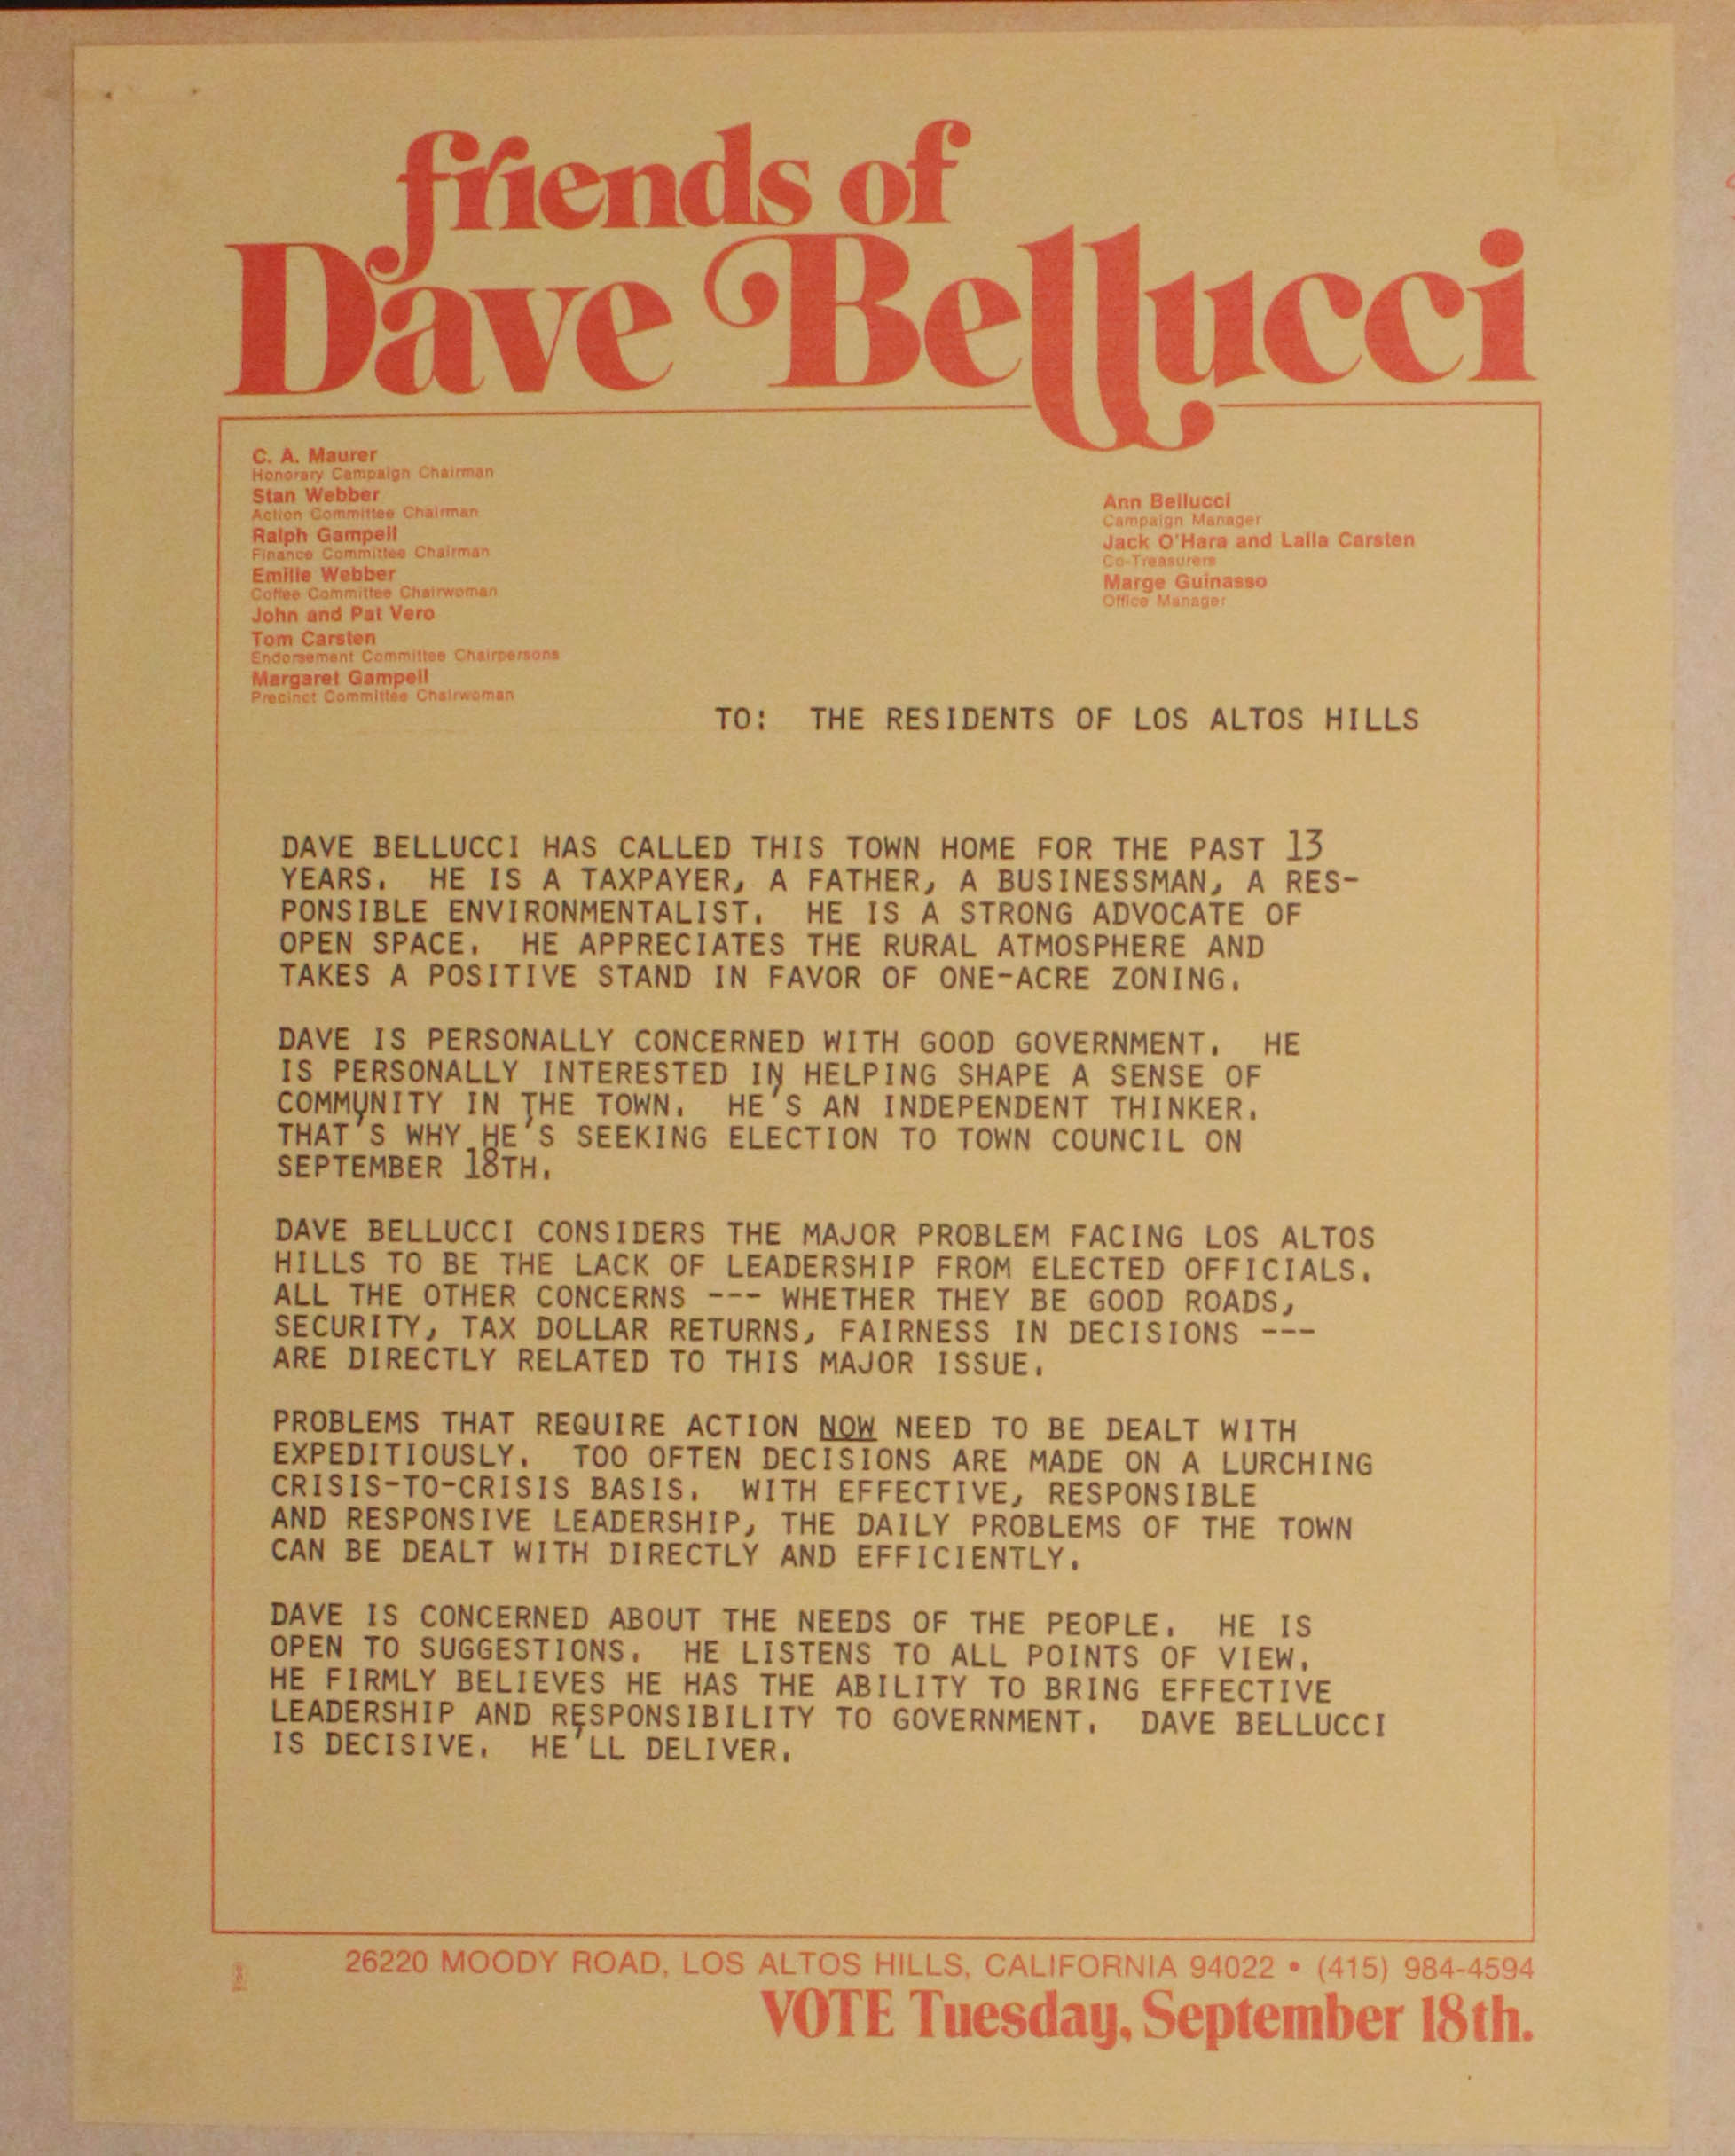 friends of
Dave Bellucci
C. A. Maurer
Honorary Campaign Chairman
Stan Webber
Action Committee Chairman
Ralph Gampell
Finance Committee Chairman
Emilie Webber
Coffee Committee Chairwoman
John and Pat Vero
Tom Carsten
Endorsement Committee Chairpersons
Margaret Gampell
Precinct Committee Chairwoman
Ann Bellucci
Campaign Manager
Jack O'Hara and Lalla Carsten
Co-Treasurers
Marge Guinasso
Office Manager
TO: THE RESIDENTS OF LOS ALTOS HILLS
DAVE BELLUCCI HAS CALLED THIS TOWN HOME FOR THE PAST 13
YEARS. HE IS A TAXPAYER, A FATHER, A BUSINESSMAN, A RES-
PONSIBLE ENVIRONMENTALIST. HE IS A STRONG ADVOCATE OF
OPEN SPACE. HE APPRECIATES THE RURAL ATMOSPHERE AND
TAKES A POSITIVE STAND IN FAVOR OF ONE-ACRE ZONING.
DAVE IS PERSONALLY CONCERNED WITH GOOD GOVERNMENT. HE
IS PERSONALLY INTERESTED IN HELPING SHAPE A SENSE OF
COMMUNITY IN THE TOWN. HE'S AN INDEPENDENT THINKER.
THAT'S WHY HE'S SEEKING ELECTION TO TOWN COUNCIL ON
SEPTEMBER 18TH.
DAVE BELLUCCI CONSIDERS THE MAJOR PROBLEM FACING LOS ALTOS
HILLS TO BE THE LACK OF LEADERSHIP FROM ELECTED OFFICIALS.
ALL THE OTHER CONCERNS --- WHETHER THEY BE GOOD ROADS,
SECURITY, TAX DOLLAR RETURNS, FAIRNESS IN DECISIONS ---
ARE DIRECTLY RELATED TO THIS MAJOR ISSUE.
PROBLEMS THAT REQUIRE ACTION NOW NEED TO BE DEALT WITH
EXPEDITIOUSLY. TOO OFTEN DECISIONS ARE MADE ON A LURCHING
CRISIS-TO-CRISIS BASIS. WITH EFFECTIVE, RESPONSIBLE
AND RESPONSIVE LEADERSHIP, THE DAILY PROBLEMS OF THE TOWN
CAN BE DEALT WITH DIRECTLY AND EFFICIENTLY.
DAVE IS CONCERNED ABOUT THE NEEDS OF THE PEOPLE. HE IS
OPEN TO SUGGESTIONS. HE LISTENS TO ALL POINTS OF VIEW.
HE FIRMLY BELIEVES HE HAS THE ABILITY TO BRING EFFECTIVE
LEADERSHIP AND RESPONSIBILITY TO GOVERNMENT. DAVE BELLUCCI
IS DECISIVE. HE'LL DELIVER.
26220 MOODY ROAD, LOS ALTOS HILLS, CALIFORNIA 94022 • (415) 984-4594
VOTE Tuesday, September 18th.